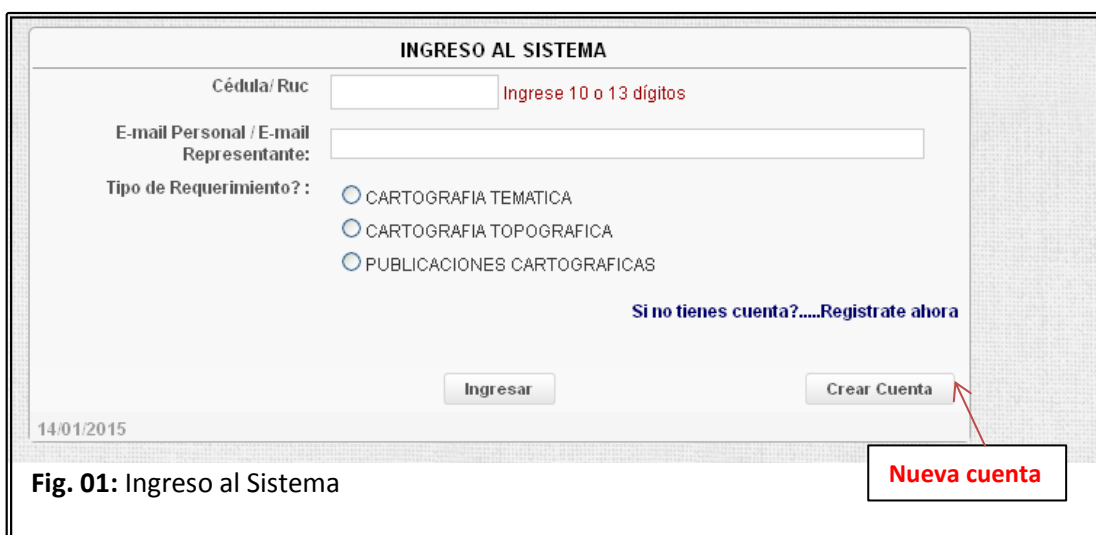 INGRESO AL SISTEMA
Cédula/ Ruc
Ingrese 10 o 13 dígitos
E-mail Personal / E-mail
Representante:
Tipo de Requerimiento? :
CARTOGRAFIA TEMATICA
CARTOGRAFIA TOPOGRAFICA
PUBLICACIONES CARTOGRAFICAS
Si no tienes cuenta?.....Registrate ahora
Ingresar
Crear Cuenta
14/01/2015
Nueva cuenta
Fig. 01: Ingreso al Sistema